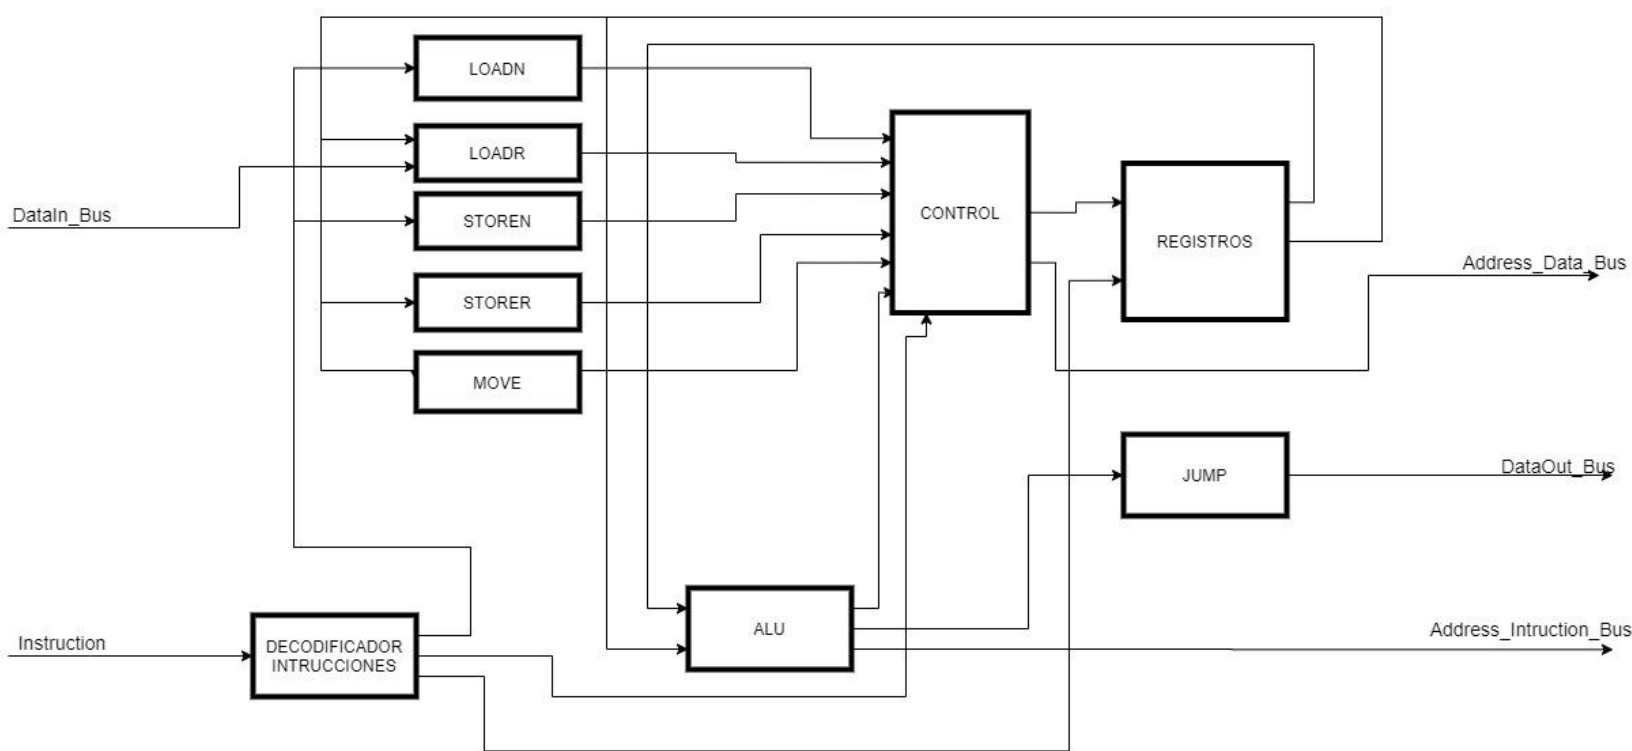 LOADN
LOADR
DataIn_Bus
STOREN
CONTROL
REGISTROS
Address_Data_Bus
STORER
MOVE
JUMP
DataOut_Bus
Instruction
DECODIFICADOR
INTRUCCIONES
ALU
Address_Intruction_Bus